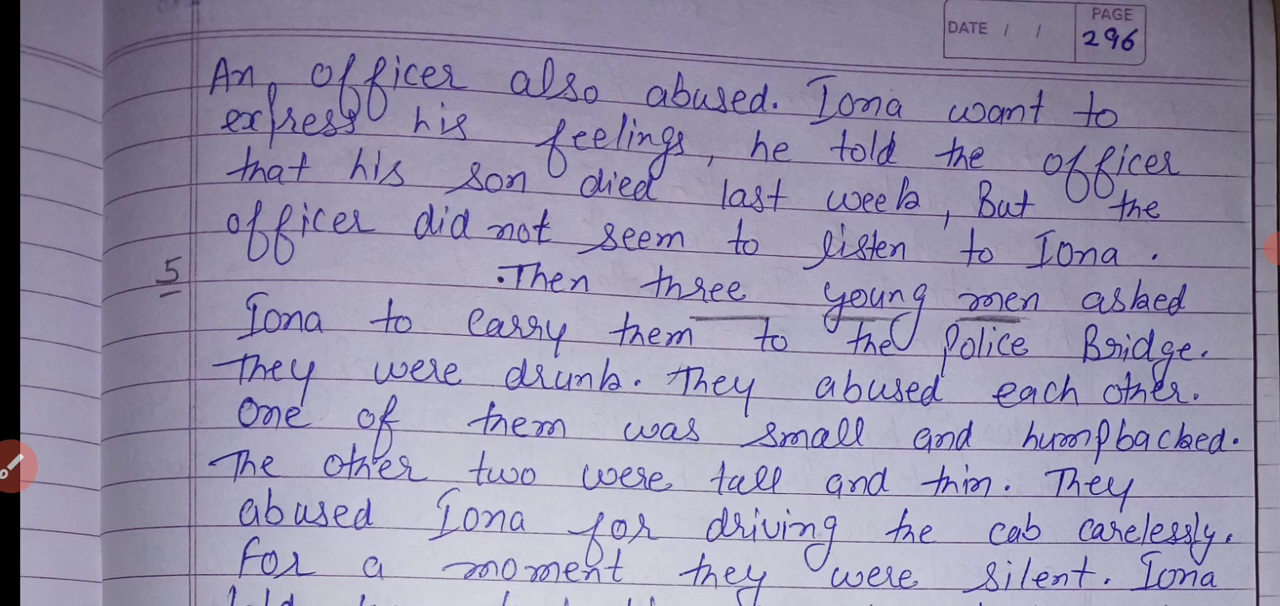 DATE / / PAGE
296
An officer also abused. Iona want to
express his feelings, he told the officer
that his son died last week, But the
officer did not seem to listen to Iona.
5 .Then three young men asked
Iona to carry them to the Police Bridge.
They were drunk. They abused each other.
One of them was small and humpbacked.
The other two were tall and thin. They
abused Iona for driving the cab carelessly.
For a moment they were silent. Iona